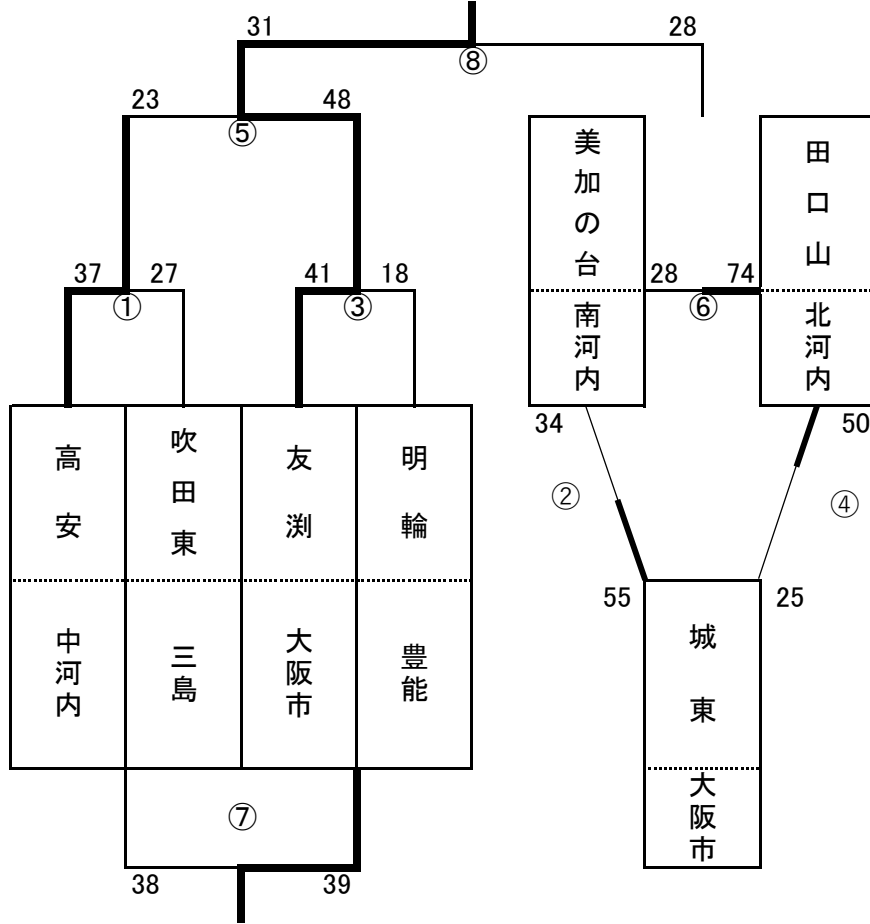 31 28
⑧
23 48
⑤
美加の台
田口山
37 27 41 18
① ③
28 74
⑥
南河内
北河内
34 50
② ④
高安
吹田東
友渕
明輪
55 25
中河内
三島
大阪市
豊能
城東
大阪市
⑦
38 39